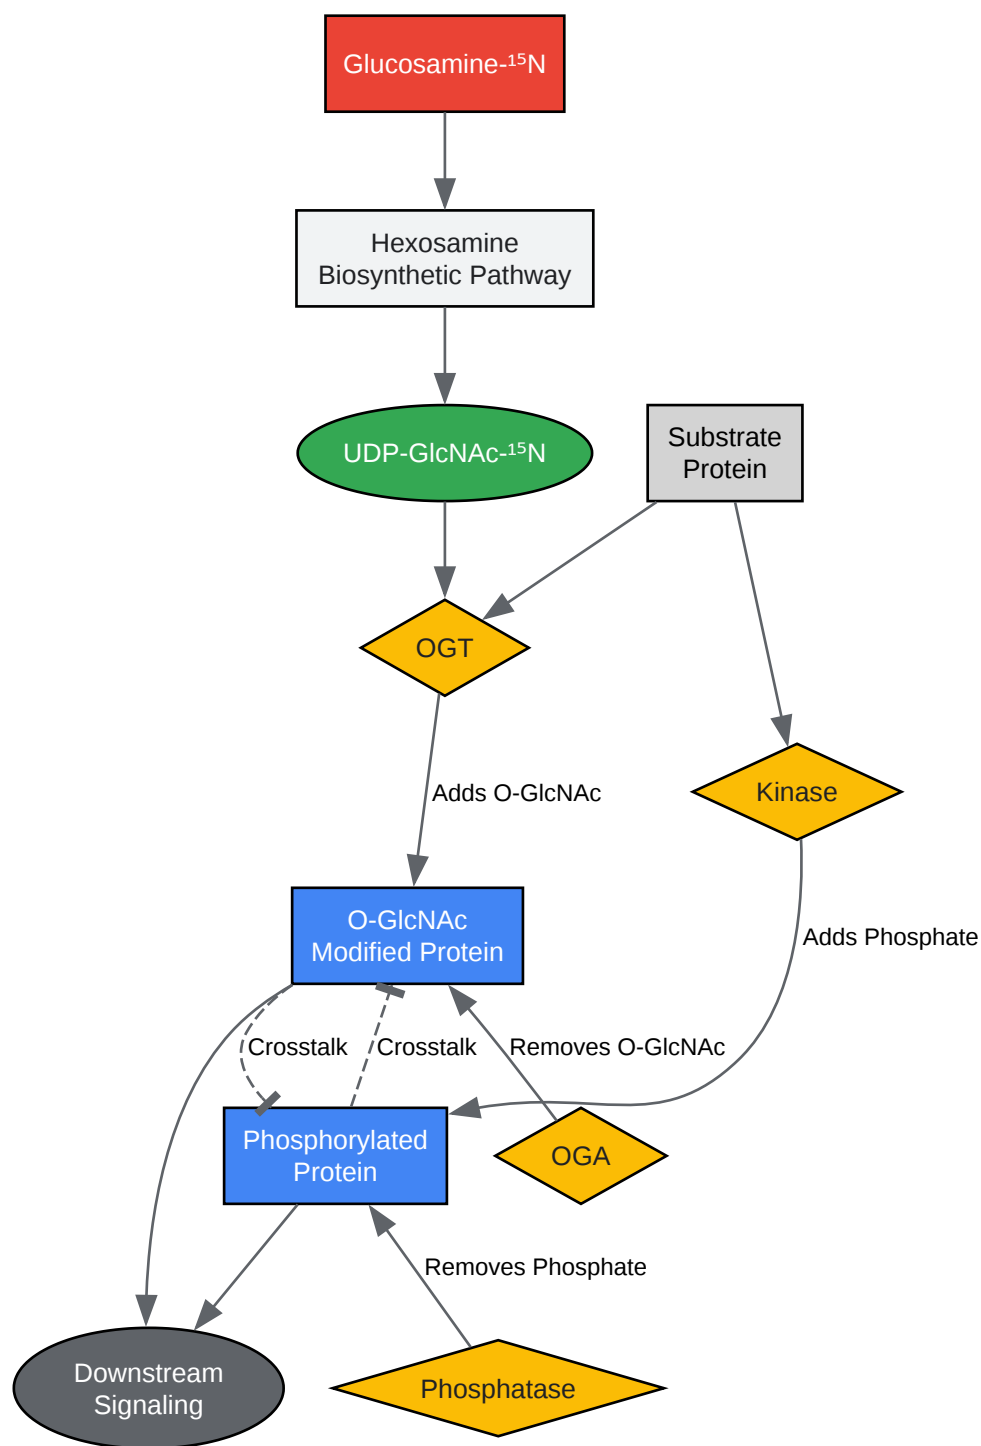 Glucosamine-¹⁵N
Hexosamine
Biosynthetic Pathway
UDP-GlcNAc-¹⁵N
Substrate
Protein
OGT
Kinase
Adds O-GlcNAc
O-GlcNAc
Modified Protein
Adds Phosphate
Crosstalk
Crosstalk
Removes O-GlcNAc
Phosphorylated
Protein
OGA
Removes Phosphate
Downstream
Signaling
Phosphatase